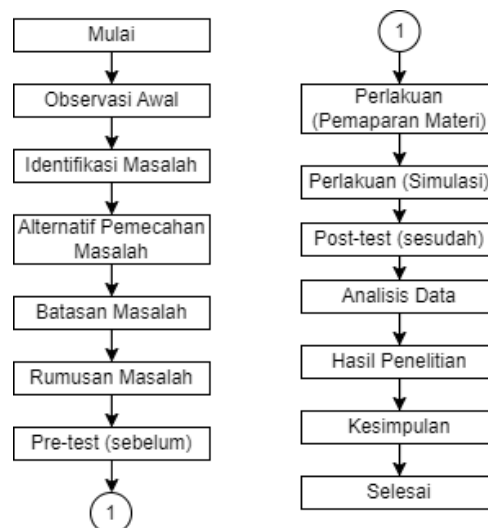 Mulai
Observasi Awal
Identifikasi Masalah
Alternatif Pemecahan
Masalah
Batasan Masalah
Rumusan Masalah
Pre-test (sebelum)
1
1
Perlakuan
(Pemaparan Materi)
Perlakuan (Simulasi)
Post-test (sesudah)
Analisis Data
Hasil Penelitian
Kesimpulan
Selesai